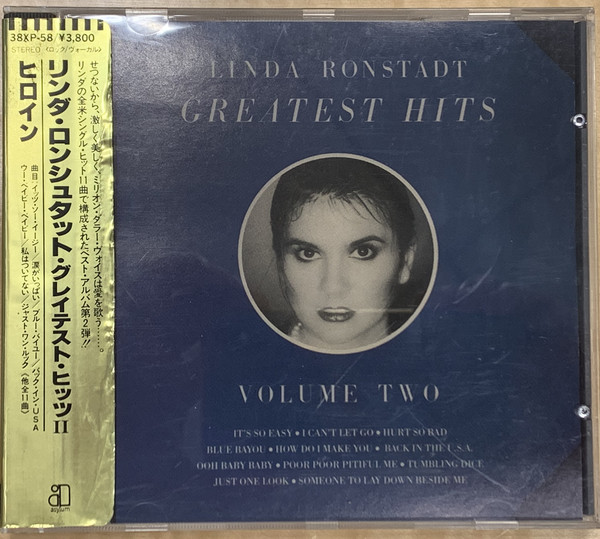 38XP-58/¥3,800
STEREO〈ロック/ヴォーカル〉
せつないから、激しく美しく、ミリオン・ダラー・ヴォイスは愛を歌う……。
リンダの全米シングル・ヒット11曲で構成されたベスト・アルバム第2弾!!
リンダ・ロンシュタット・グレイテスト・ヒッツII
ヒロイン
曲目=イッツ・ソー・イージー/涙がいっぱい/ブルー・バイユー/バック・イン・USA
ウー・ベイビー・ベイビー/私はついてない/ジャスト・ワン・ルック《他全11曲》
asylum
LINDA RONSTADT
GREATEST HITS
VOLUME TWO
IT'S SO EASY • I CAN'T LET GO • HURT SO BAD
BLUE BAYOU • HOW DO I MAKE YOU • BACK IN THE U.S.A.
OOH BABY BABY • POOR POOR PITIFUL ME • TUMBLING DICE
JUST ONE LOOK • SOMEONE TO LAY DOWN BESIDE ME